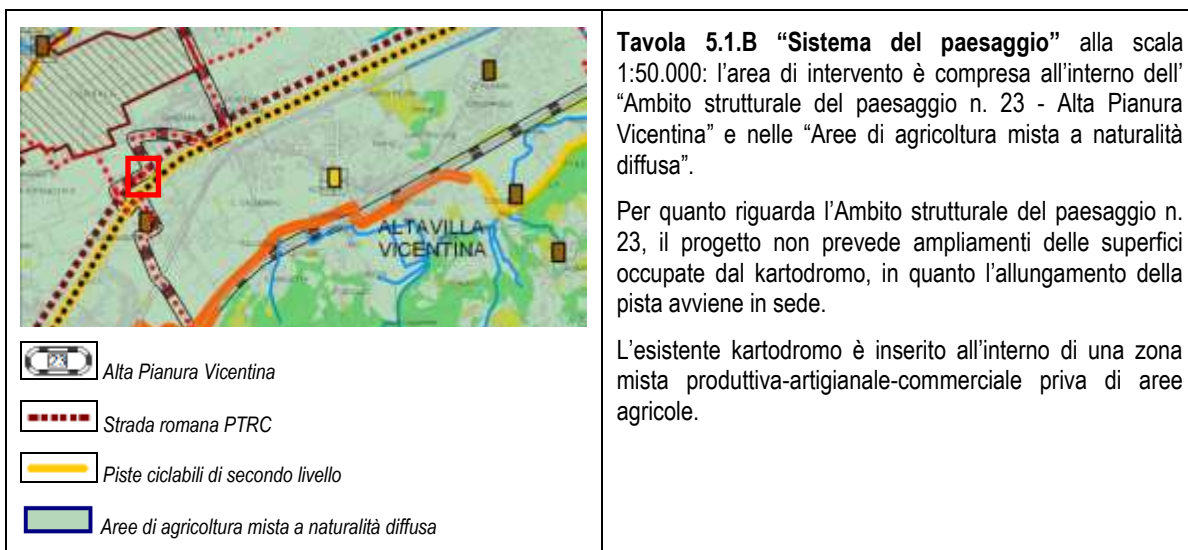 ALTAVILLA
VICENTINA
23
Alta Pianura Vicentina
Strada romana PTRC
Piste ciclabili di secondo livello
Aree di agricoltura mista a naturalità diffusa
Tavola 5.1.B “Sistema del paesaggio” alla scala
1:50.000: l’area di intervento è compresa all’interno dell’
“Ambito strutturale del paesaggio n. 23 - Alta Pianura
Vicentina” e nelle “Aree di agricoltura mista a naturalità
diffusa”.
Per quanto riguarda l’Ambito strutturale del paesaggio n.
23, il progetto non prevede ampliamenti delle superfici
occupate dal kartodromo, in quanto l’allungamento della
pista avviene in sede.
L’esistente kartodromo è inserito all’interno di una zona
mista produttiva-artigianale-commerciale priva di aree
agricole.